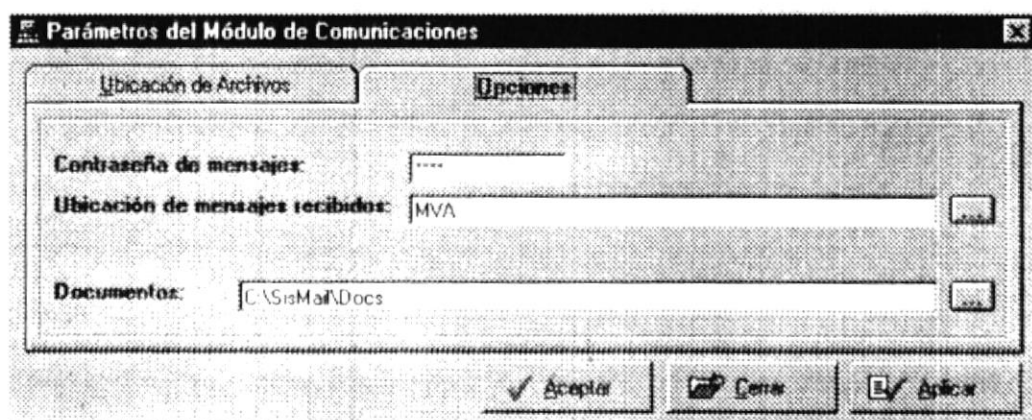 Parámetros del Módulo de Comunicaciones
Ubicación de Archivos
Opciones
Contraseña de mensajes: ----
Ubicación de mensajes recibidos: MVA ...
Documentos: C:\SisMail\Docs ...
Aceptar Cerrar Aplicar